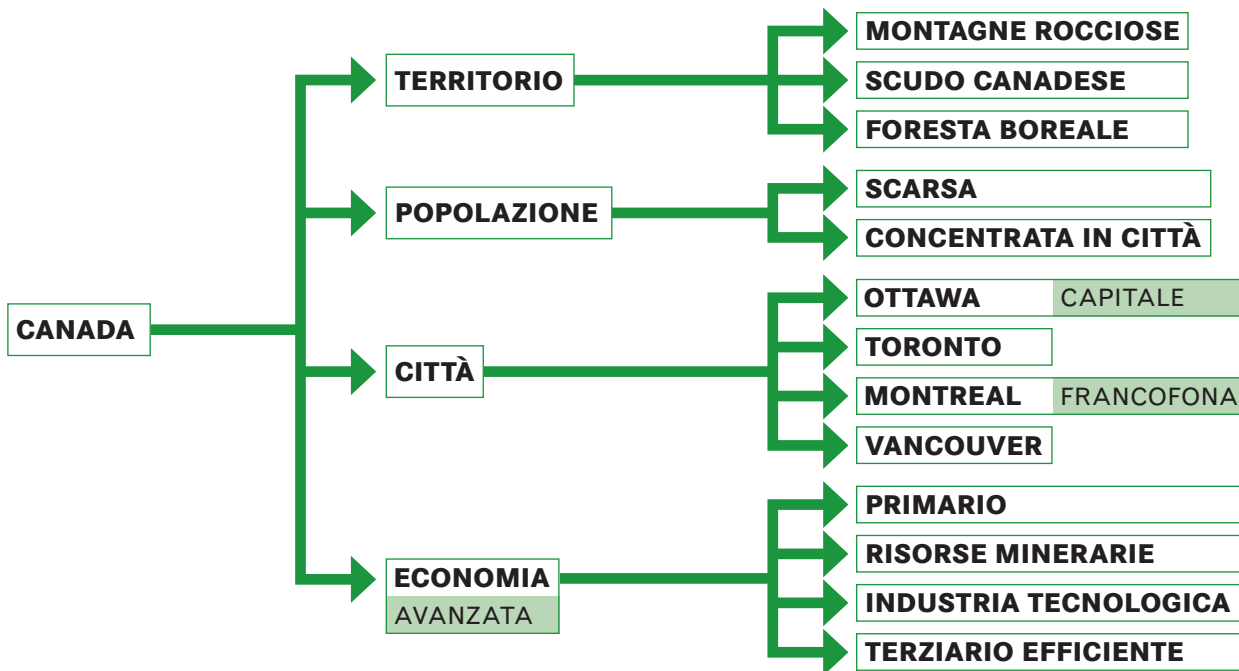 CANADA
TERRITORIO
MONTAGNE ROCCIOSE
SCUDO CANADESE
FORESTA BOREALE
POPOLAZIONE
SCARSA
CONCENTRATA IN CITTÀ
CITTÀ
OTTAWA CAPITALE
TORONTO
MONTREAL FRANCOFONA
VANCOUVER
ECONOMIA
AVANZATA
PRIMARIO
RISORSE MINERARIE
INDUSTRIA TECNOLOGICA
TERZIARIO EFFICIENTE